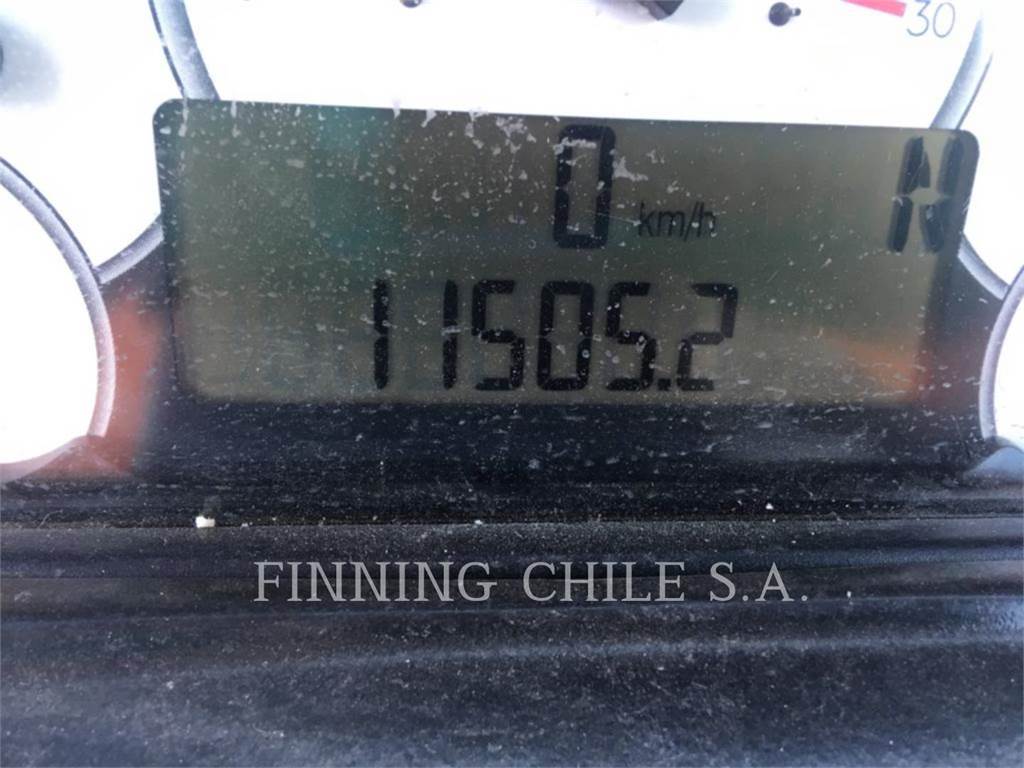 30
0 km/h N
11505.2
FINNING CHILE S.A.